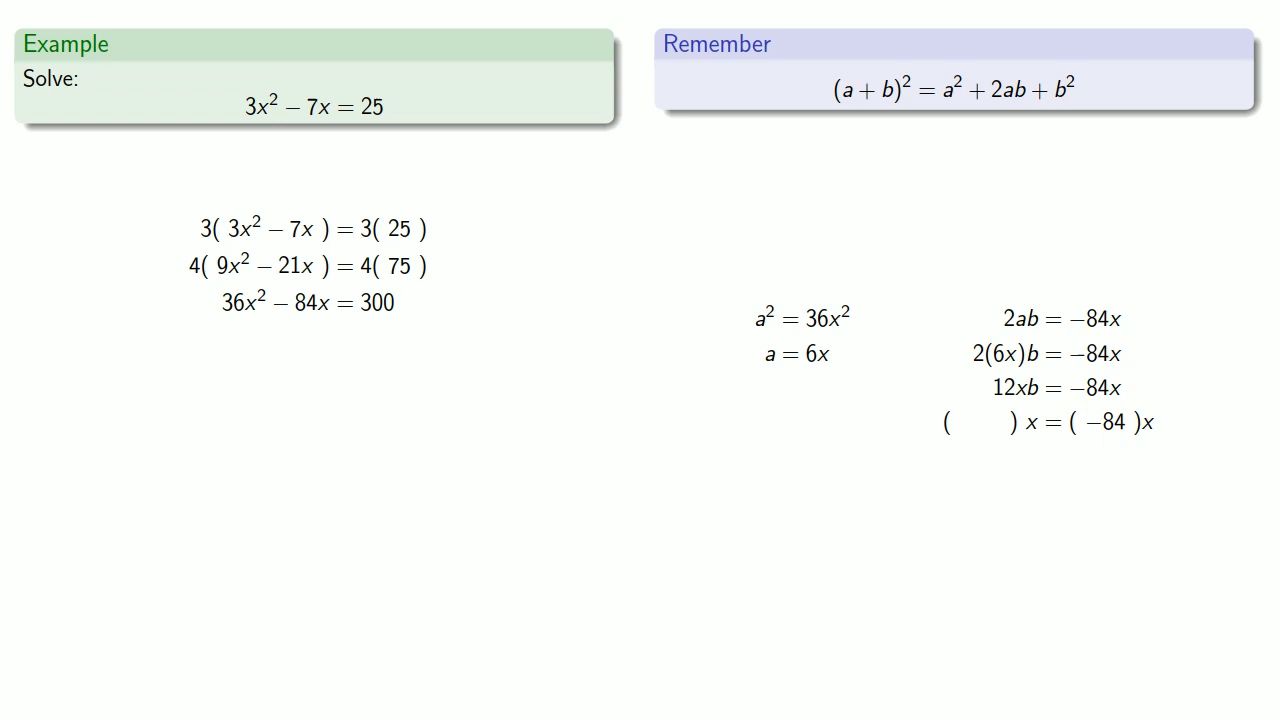 Example
Solve:
3x² − 7x = 25
Remember
(a + b)² = a² + 2ab + b²
3( 3x² − 7x ) = 3( 25 )
4( 9x² − 21x ) = 4( 75 )
36x² − 84x = 300
a² = 36x²
a = 6x
2ab = −84x
2(6x)b = −84x
12xb = −84x
( ) x = ( −84 )x